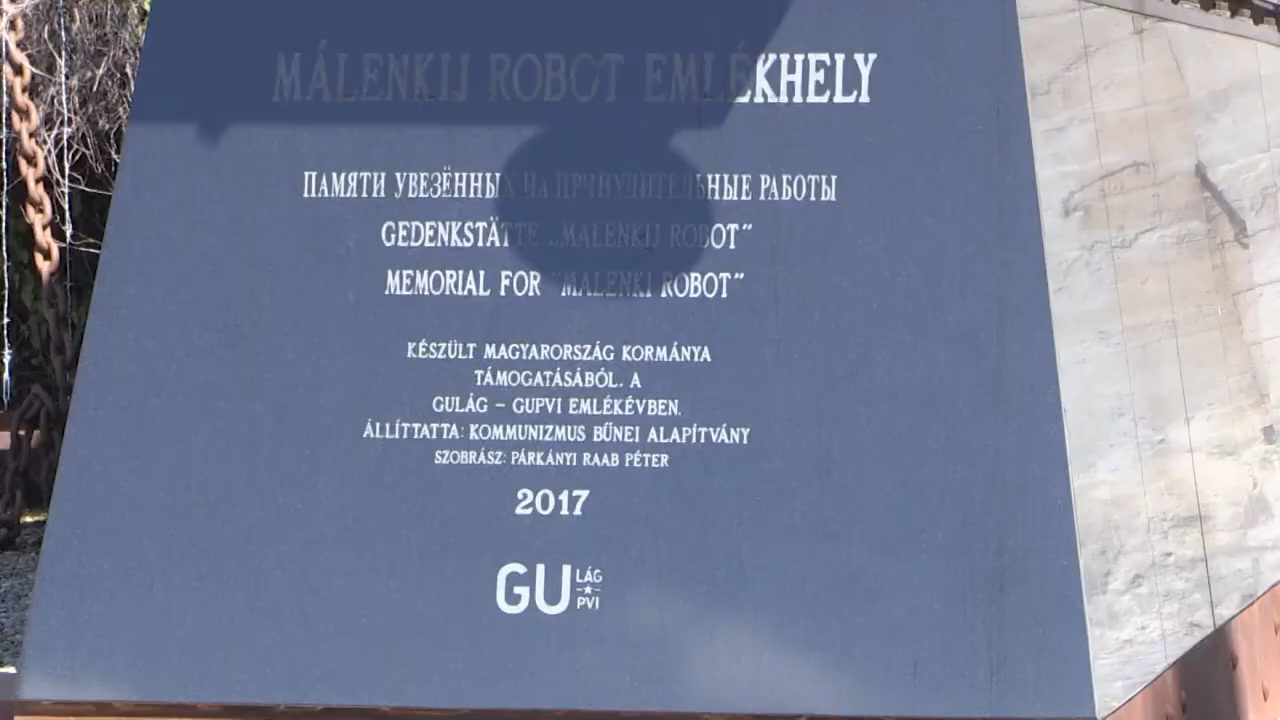 MÁLENKIJ ROBOT EMLÉKHELY
ПАМЯТИ УВЕЗЁННЫХ НА ПРИНУДИТЕЛЬНЫЕ РАБОТЫ
GEDENKSTÄTTE „MALENKIJ ROBOT”
MEMORIAL FOR “MALENKI ROBOT”
KÉSZÜLT MAGYARORSZÁG KORMÁNYA
TÁMOGATÁSÁBÓL. A
GULÁG – GUPVI EMLÉKÉVBEN.
ÁLLÍTTATTA: KOMMUNIZMUS BŰNEI ALAPÍTVÁNY
SZOBRÁSZ: PÁRKÁNYI RAAB PÉTER
2017
GU LÁG
PVI